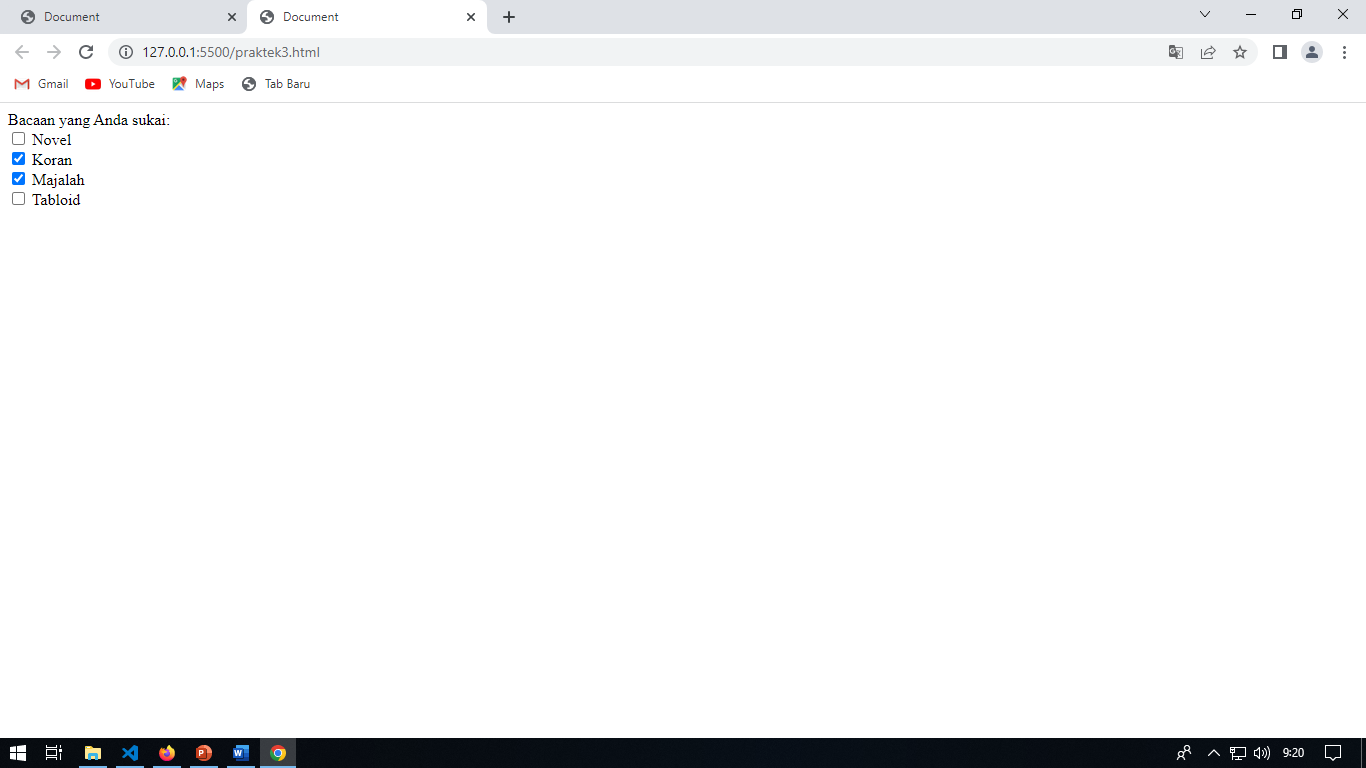 Document
Document
127.0.0.1:5500/praktek3.html
Gmail
YouTube
Maps
Tab Baru
Bacaan yang Anda sukai:
Novel
Koran
Majalah
Tabloid
9:20